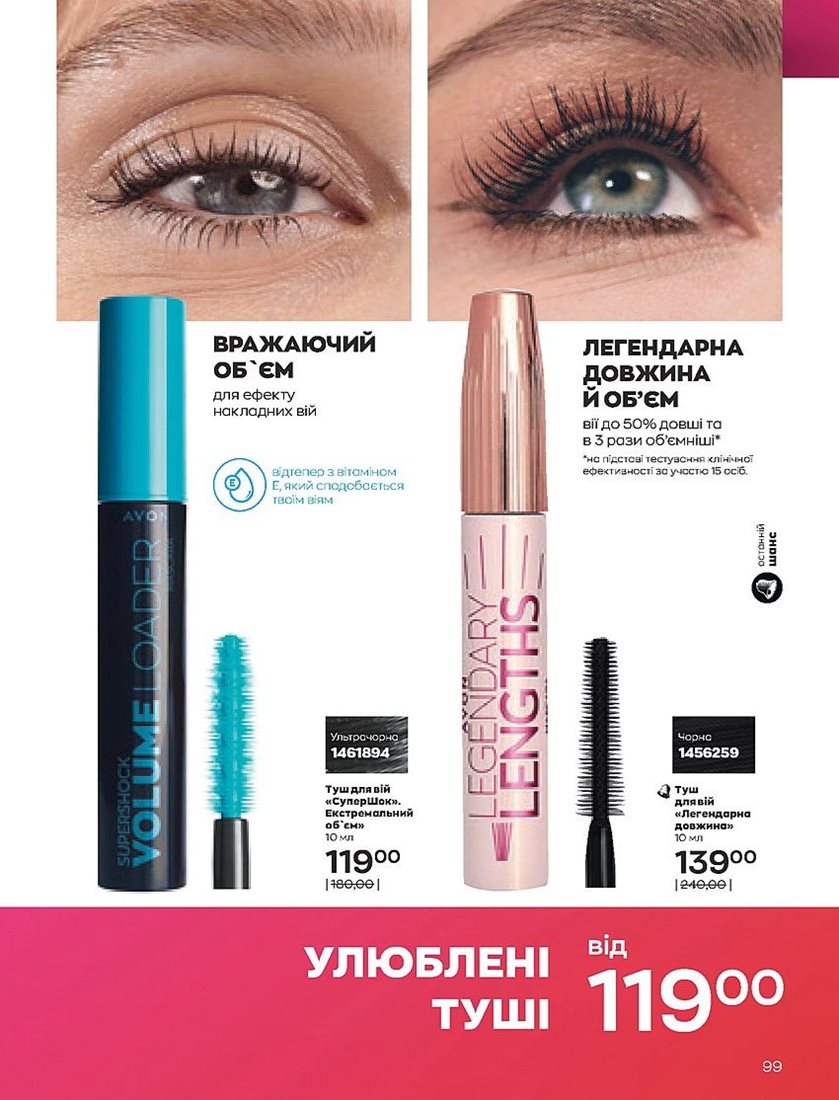 ВРАЖАЮЧИЙ
ОБ`ЄМ
для ефекту
накладних вій
E
відтепер з вітаміном
Е, який сподобається
твоїм віям
AVON
SUPERSHOCK
VOLUME LOADER
MASCARA
Ультрачорна
1461894
Туш для вій
«СуперШок».
Екстремальний
об`єм»
10 мл
119⁰⁰
|180,00|
ЛЕГЕНДАРНА
ДОВЖИНА
Й ОБ’ЄМ
вії до 50% довші та
в 3 рази об’ємніші*
*на підставі тестування клінічної
ефективності за участю 15 осіб.
останній
шанс
LEGENDARY
LENGTHS
AVON
Чорна
1456259
Туш
для вій
«Легендарна
довжина»
10 мл
139⁰⁰
|240,00|
УЛЮБЛЕНІ
ТУШІ
від
119⁰⁰
99